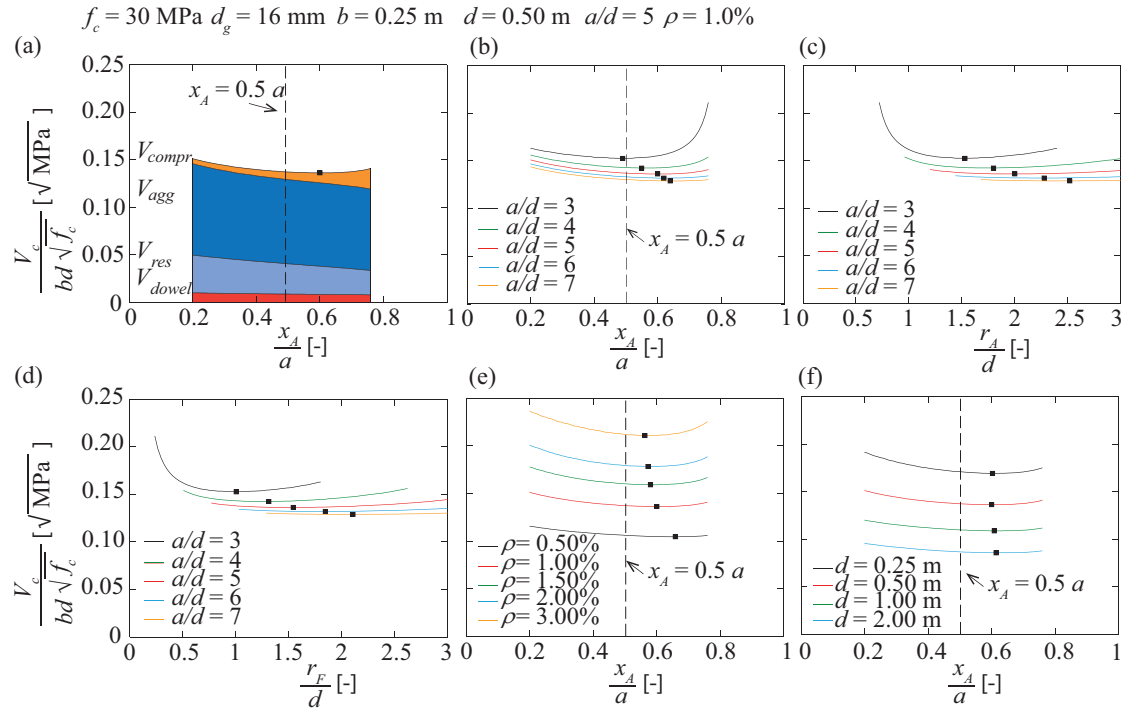 f_c = 30 MPa d_g = 16 mm b = 0.25 m d = 0.50 m a/d = 5 ρ = 1.0%
(a)
0.25
0.20
0.15
0.10
0.05
0
V_c / bd√f_c [√MPa]
x_A = 0.5 a
V_compr
V_agg
V_res
V_dowel
0.2 0.4 0.6 0.8 1
x_A / a [-]
(b)
x_A = 0.5 a
a/d = 3
a/d = 4
a/d = 5
a/d = 6
a/d = 7
0 0.2 0.4 0.6 0.8 1
x_A / a [-]
(c)
a/d = 3
a/d = 4
a/d = 5
a/d = 6
a/d = 7
0.5 1 1.5 2 2.5 3
r_A / d [-]
(d)
0.25
0.20
0.15
0.10
0.05
0
V_c / bd√f_c [√MPa]
a/d = 3
a/d = 4
a/d = 5
a/d = 6
a/d = 7
0 0.5 1 1.5 2 2.5 3
r_F / d [-]
(e)
ρ = 0.50%
ρ = 1.00%
ρ = 1.50%
ρ = 2.00%
ρ = 3.00%
x_A = 0.5 a
0 0.2 0.4 0.6 0.8 1
x_A / a [-]
(f)
d = 0.25 m
d = 0.50 m
d = 1.00 m
d = 2.00 m
x_A = 0.5 a
0 0.2 0.4 0.6 0.8 1
x_A / a [-]